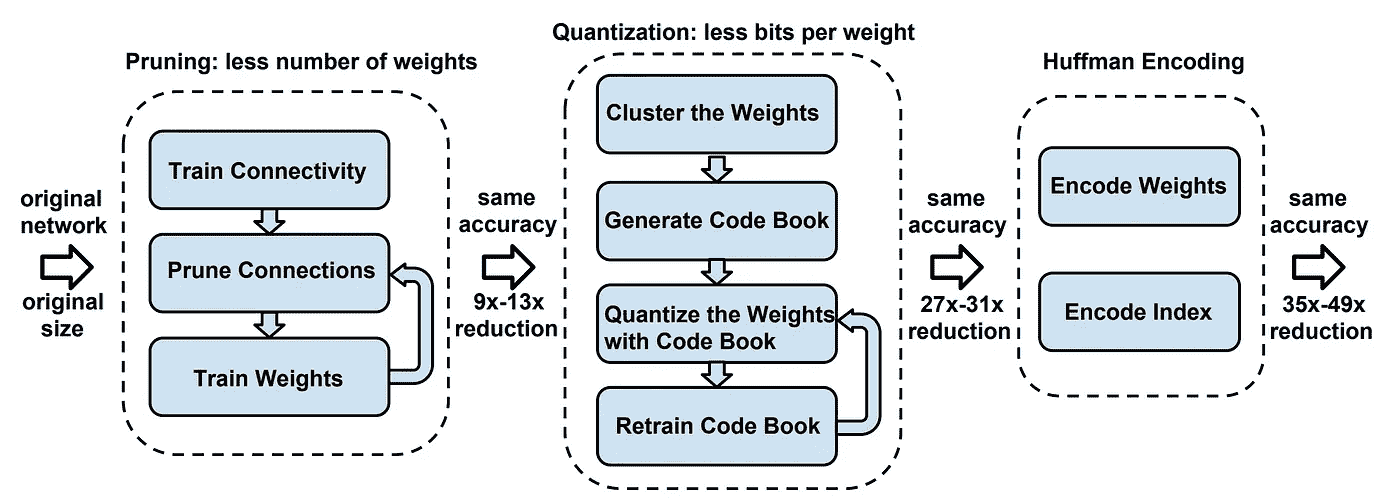 Pruning: less number of weights
Train Connectivity
Prune Connections
Train Weights
original
network
original
size
same
accuracy
9x-13x
reduction
Quantization: less bits per weight
Cluster the Weights
Generate Code Book
Quantize the Weights
with Code Book
Retrain Code Book
same
accuracy
27x-31x
reduction
Huffman Encoding
Encode Weights
Encode Index
same
accuracy
35x-49x
reduction